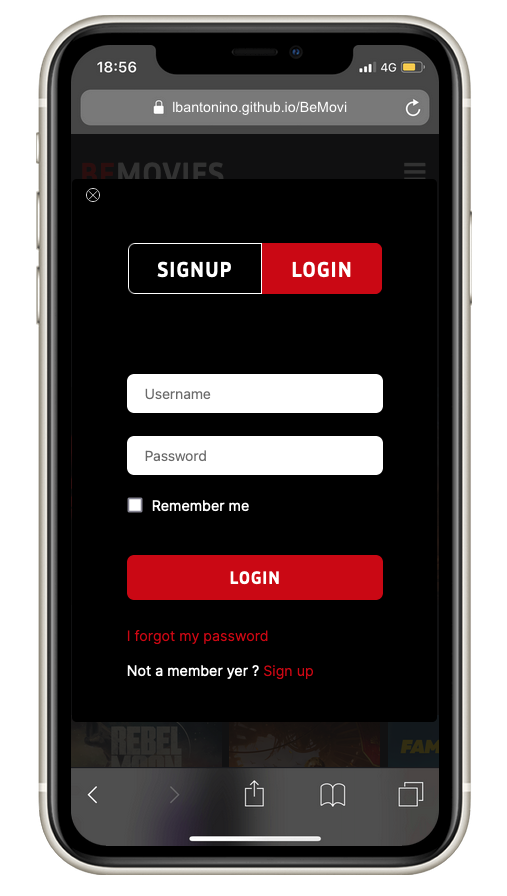 18:56
4G
lbantonino.github.io/BeMovi
BEMOVIES
SIGNUP
LOGIN
Username
Password
Remember me
LOGIN
I forgot my password
Not a member yer ? Sign up
REBEL
MOON
FAM